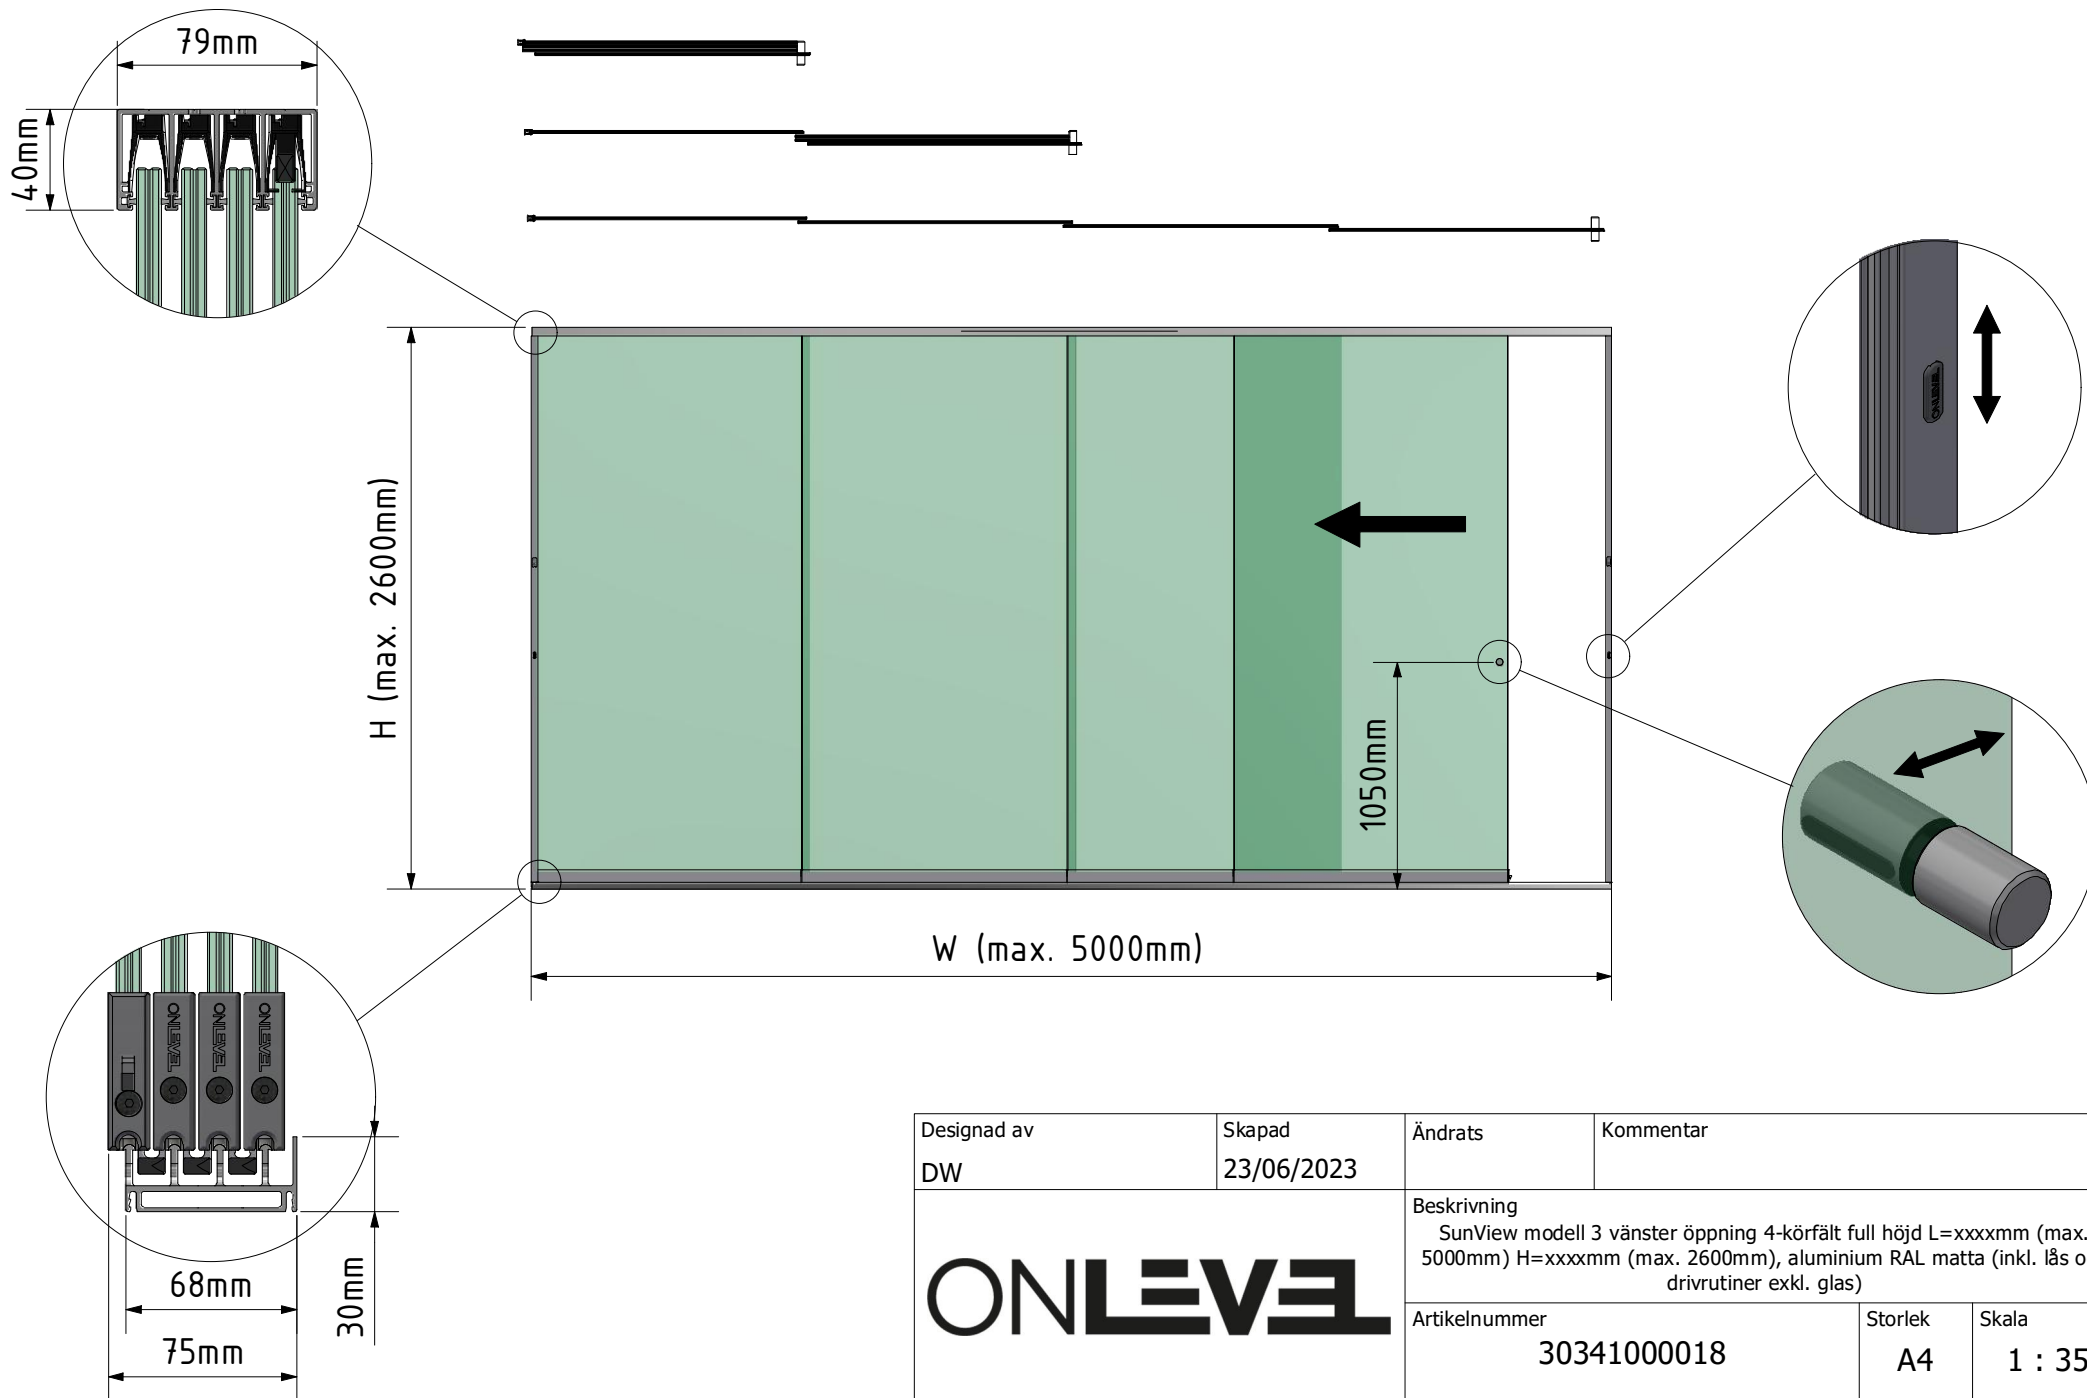 79mm
40mm
H (max. 2600mm)
1050mm
W (max. 5000mm)
ONLEVEL
ONLEVEL
ONLEVEL
ONLEVEL
68mm
75mm
30mm
Designad av
DW
Skapad
23/06/2023
Ändrats
Kommentar
ONLEVEL
Beskrivning
SunView modell 3 vänster öppning 4-körfält full höjd L=xxxxmm (max.
5000mm) H=xxxxmm (max. 2600mm), aluminium RAL matta (inkl. lås o
drivrutiner exkl. glas)
Artikelnummer
30341000018
Storlek
A4
Skala
1 : 35